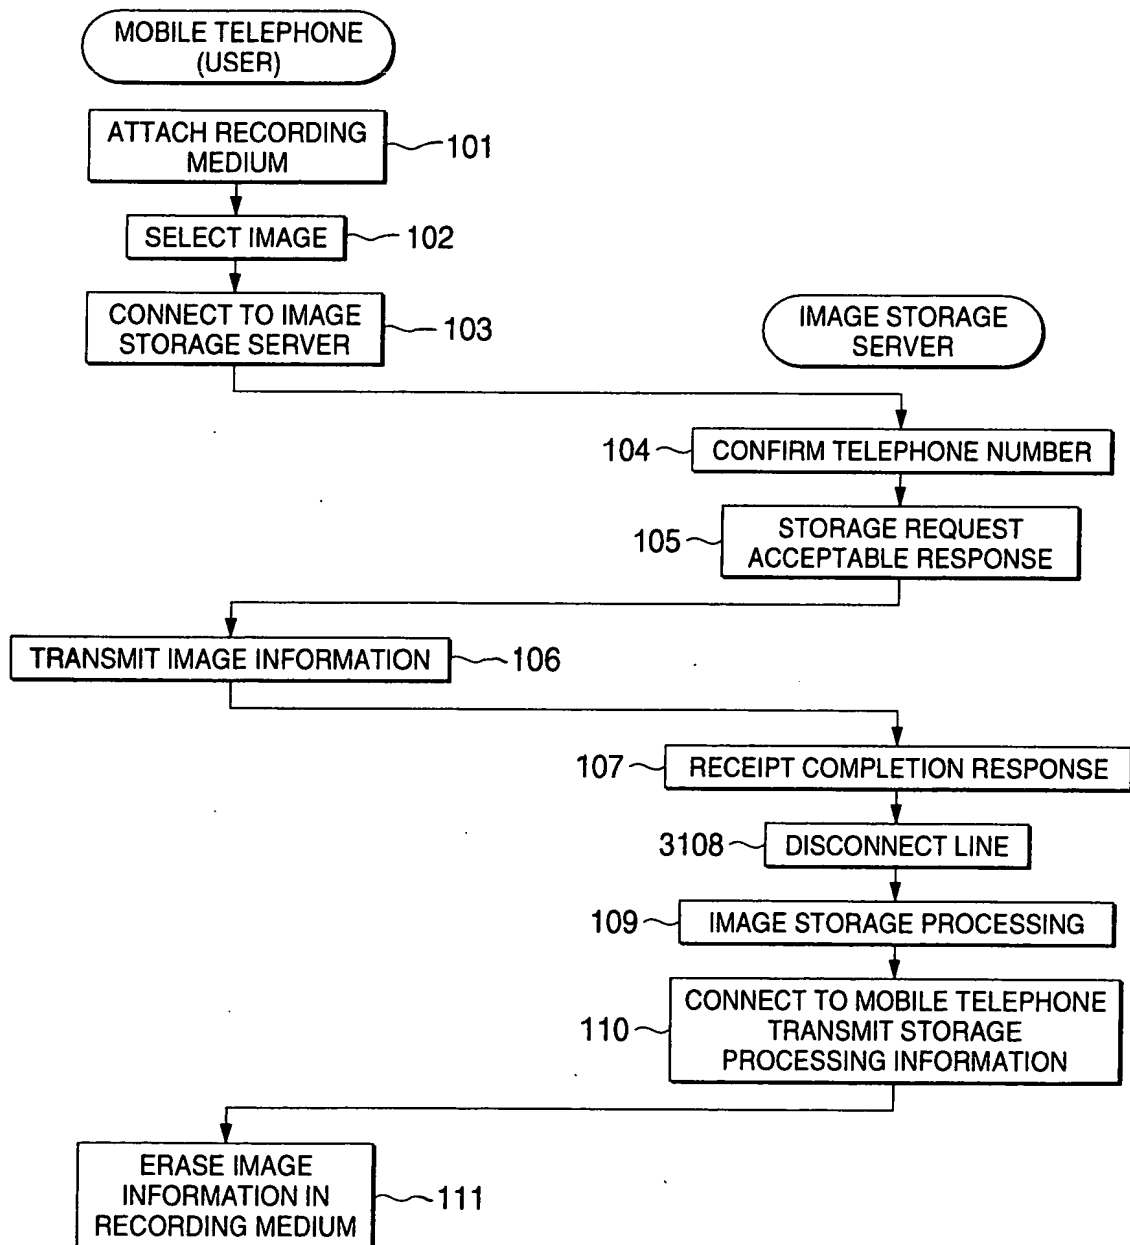 MOBILE TELEPHONE
(USER)
ATTACH RECORDING
MEDIUM
101
SELECT IMAGE
102
CONNECT TO IMAGE
STORAGE SERVER
103
IMAGE STORAGE
SERVER
104
CONFIRM TELEPHONE NUMBER
105
STORAGE REQUEST
ACCEPTABLE RESPONSE
TRANSMIT IMAGE INFORMATION
106
107
RECEIPT COMPLETION RESPONSE
3108
DISCONNECT LINE
109
IMAGE STORAGE PROCESSING
110
CONNECT TO MOBILE TELEPHONE
TRANSMIT STORAGE
PROCESSING INFORMATION
ERASE IMAGE
INFORMATION IN
RECORDING MEDIUM
111